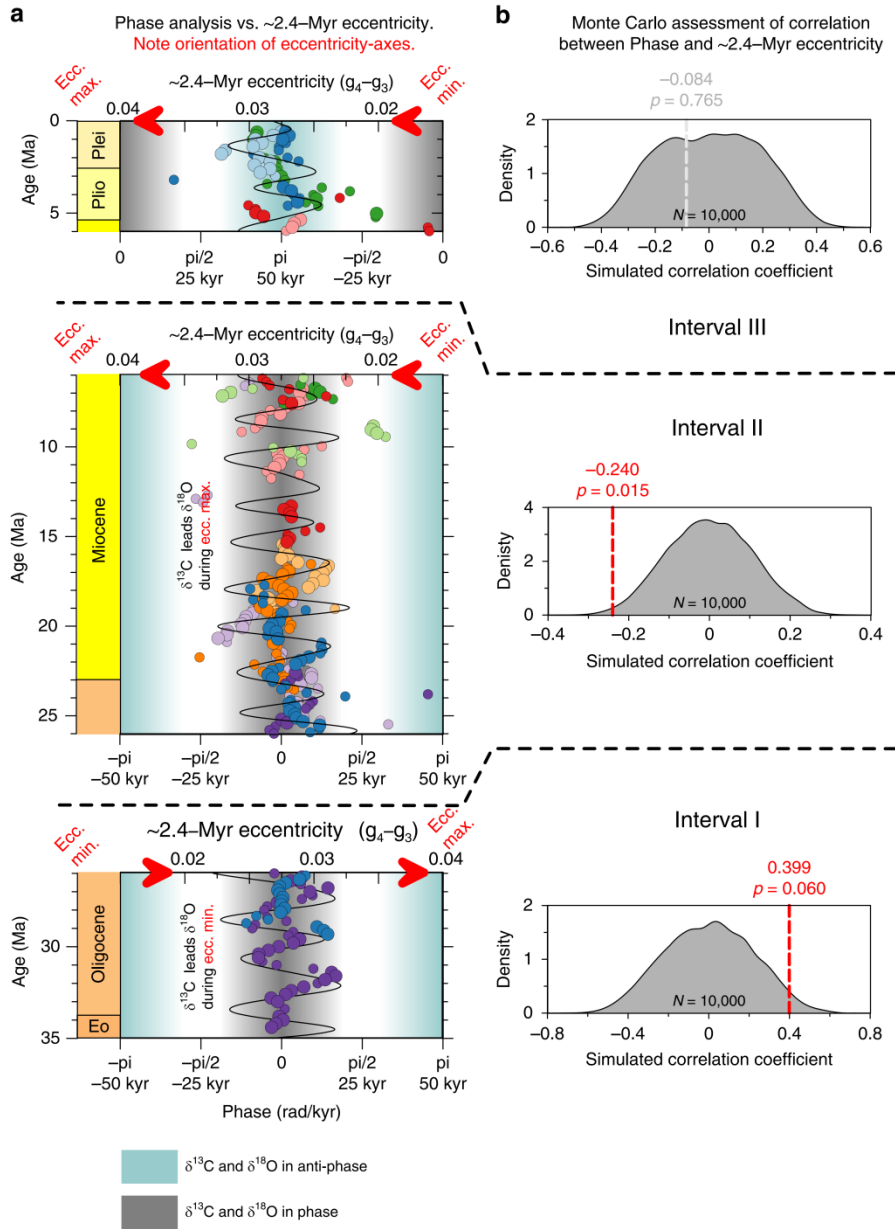 a
Phase analysis vs. ~2.4–Myr eccentricity.
Note orientation of eccentricity-axes.
Ecc. max.
~2.4–Myr eccentricity (g4–g3)
Ecc. min.
0.04 0.03 0.02
Age (Ma)
0
5
Plei
Plio
0 pi/2 pi –pi/2 0
25 kyr 50 kyr –25 kyr
Ecc. max.
~2.4–Myr eccentricity (g4–g3)
Ecc. min.
0.04 0.03 0.02
Age (Ma)
10
15
20
25
Miocene
δ13C leads δ18O
during ecc. max.
–pi –pi/2 0 pi/2 pi
–50 kyr –25 kyr 25 kyr 50 kyr
Ecc. min.
~2.4–Myr eccentricity (g4–g3)
Ecc. max.
0.02 0.03 0.04
Age (Ma)
30
35
Oligocene
Eo
δ13C leads δ18O
during ecc. min.
–pi –pi/2 0 pi/2 pi
–50 kyr –25 kyr 25 kyr 50 kyr
Phase (rad/kyr)
δ13C and δ18O in anti-phase
δ13C and δ18O in phase
b
Monte Carlo assessment of correlation
between Phase and ~2.4–Myr eccentricity
–0.084
p = 0.765
Density
2
1
0
N = 10,000
–0.6 –0.4 –0.2 0 0.2 0.4 0.6
Simulated correlation coefficient
Interval III
Interval II
–0.240
p = 0.015
Denisty
4
2
0
N = 10,000
–0.4 –0.2 0 0.2 0.4
Simulated correlation coefficient
Interval I
0.399
p = 0.060
Density
2
1
0
N = 10,000
–0.8 –0.4 0 0.4 0.8
Simulated correlation coefficient